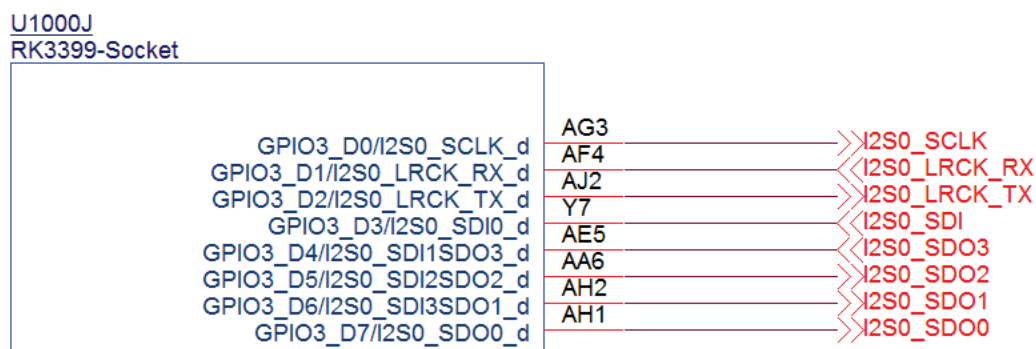 U1000J
RK3399-Socket
GPIO3_D0/I2S0_SCLK_d AG3 I2S0_SCLK
GPIO3_D1/I2S0_LRCK_RX_d AF4 I2S0_LRCK_RX
GPIO3_D2/I2S0_LRCK_TX_d AJ2 I2S0_LRCK_TX
GPIO3_D3/I2S0_SDI0_d Y7 I2S0_SDI
GPIO3_D4/I2S0_SDI1SDO3_d AE5 I2S0_SDO3
GPIO3_D5/I2S0_SDI2SDO2_d AA6 I2S0_SDO2
GPIO3_D6/I2S0_SDI3SDO1_d AH2 I2S0_SDO1
GPIO3_D7/I2S0_SDO0_d AH1 I2S0_SDO0